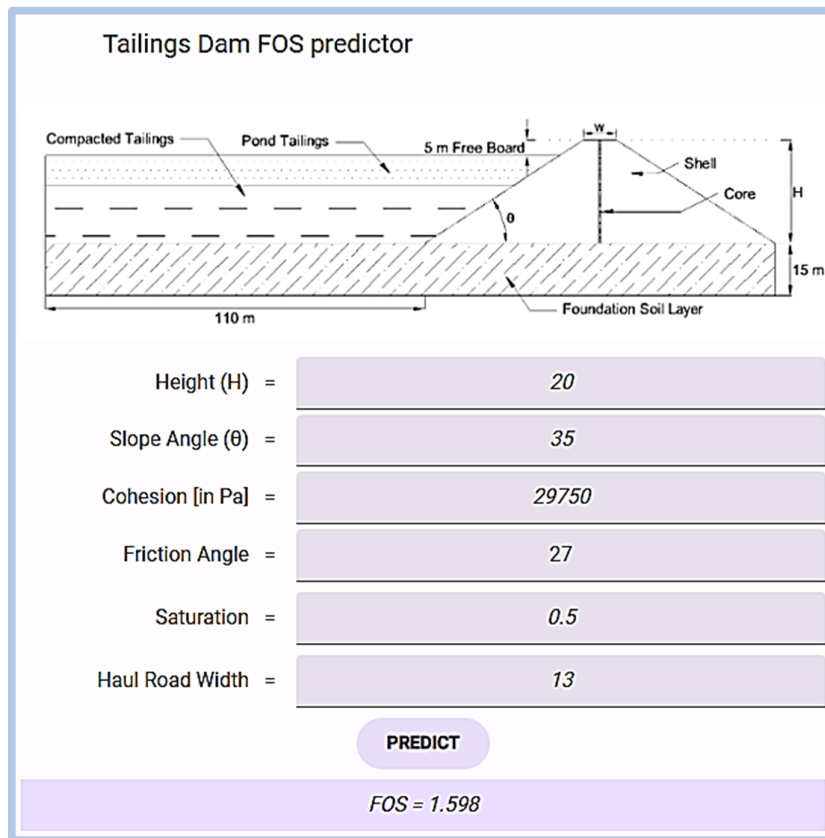 Tailings Dam FOS predictor
Compacted Tailings
Pond Tailings
5 m Free Board
W
Shell
Core
H
θ
15 m
110 m
Foundation Soil Layer
Height (H) = 20
Slope Angle (θ) = 35
Cohesion [in Pa] = 29750
Friction Angle = 27
Saturation = 0.5
Haul Road Width = 13
PREDICT
FOS = 1.598